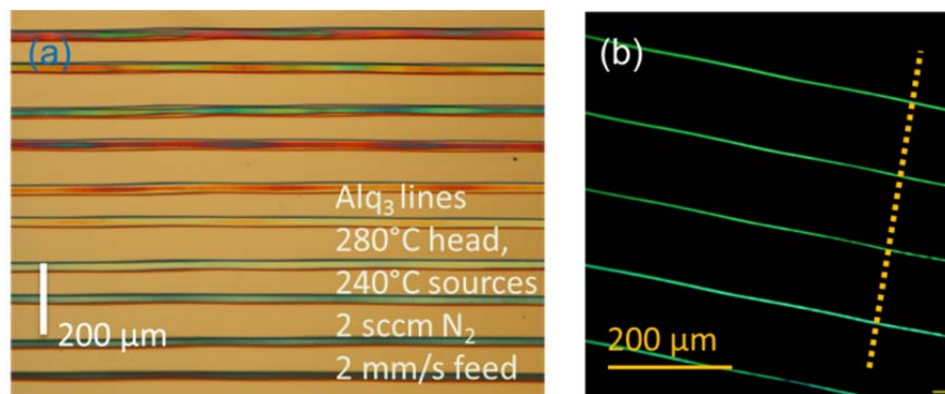 (a)
Alq₃ lines
280°C head,
240°C sources
2 sccm N₂
2 mm/s feed
200 μm
(b)
200 μm